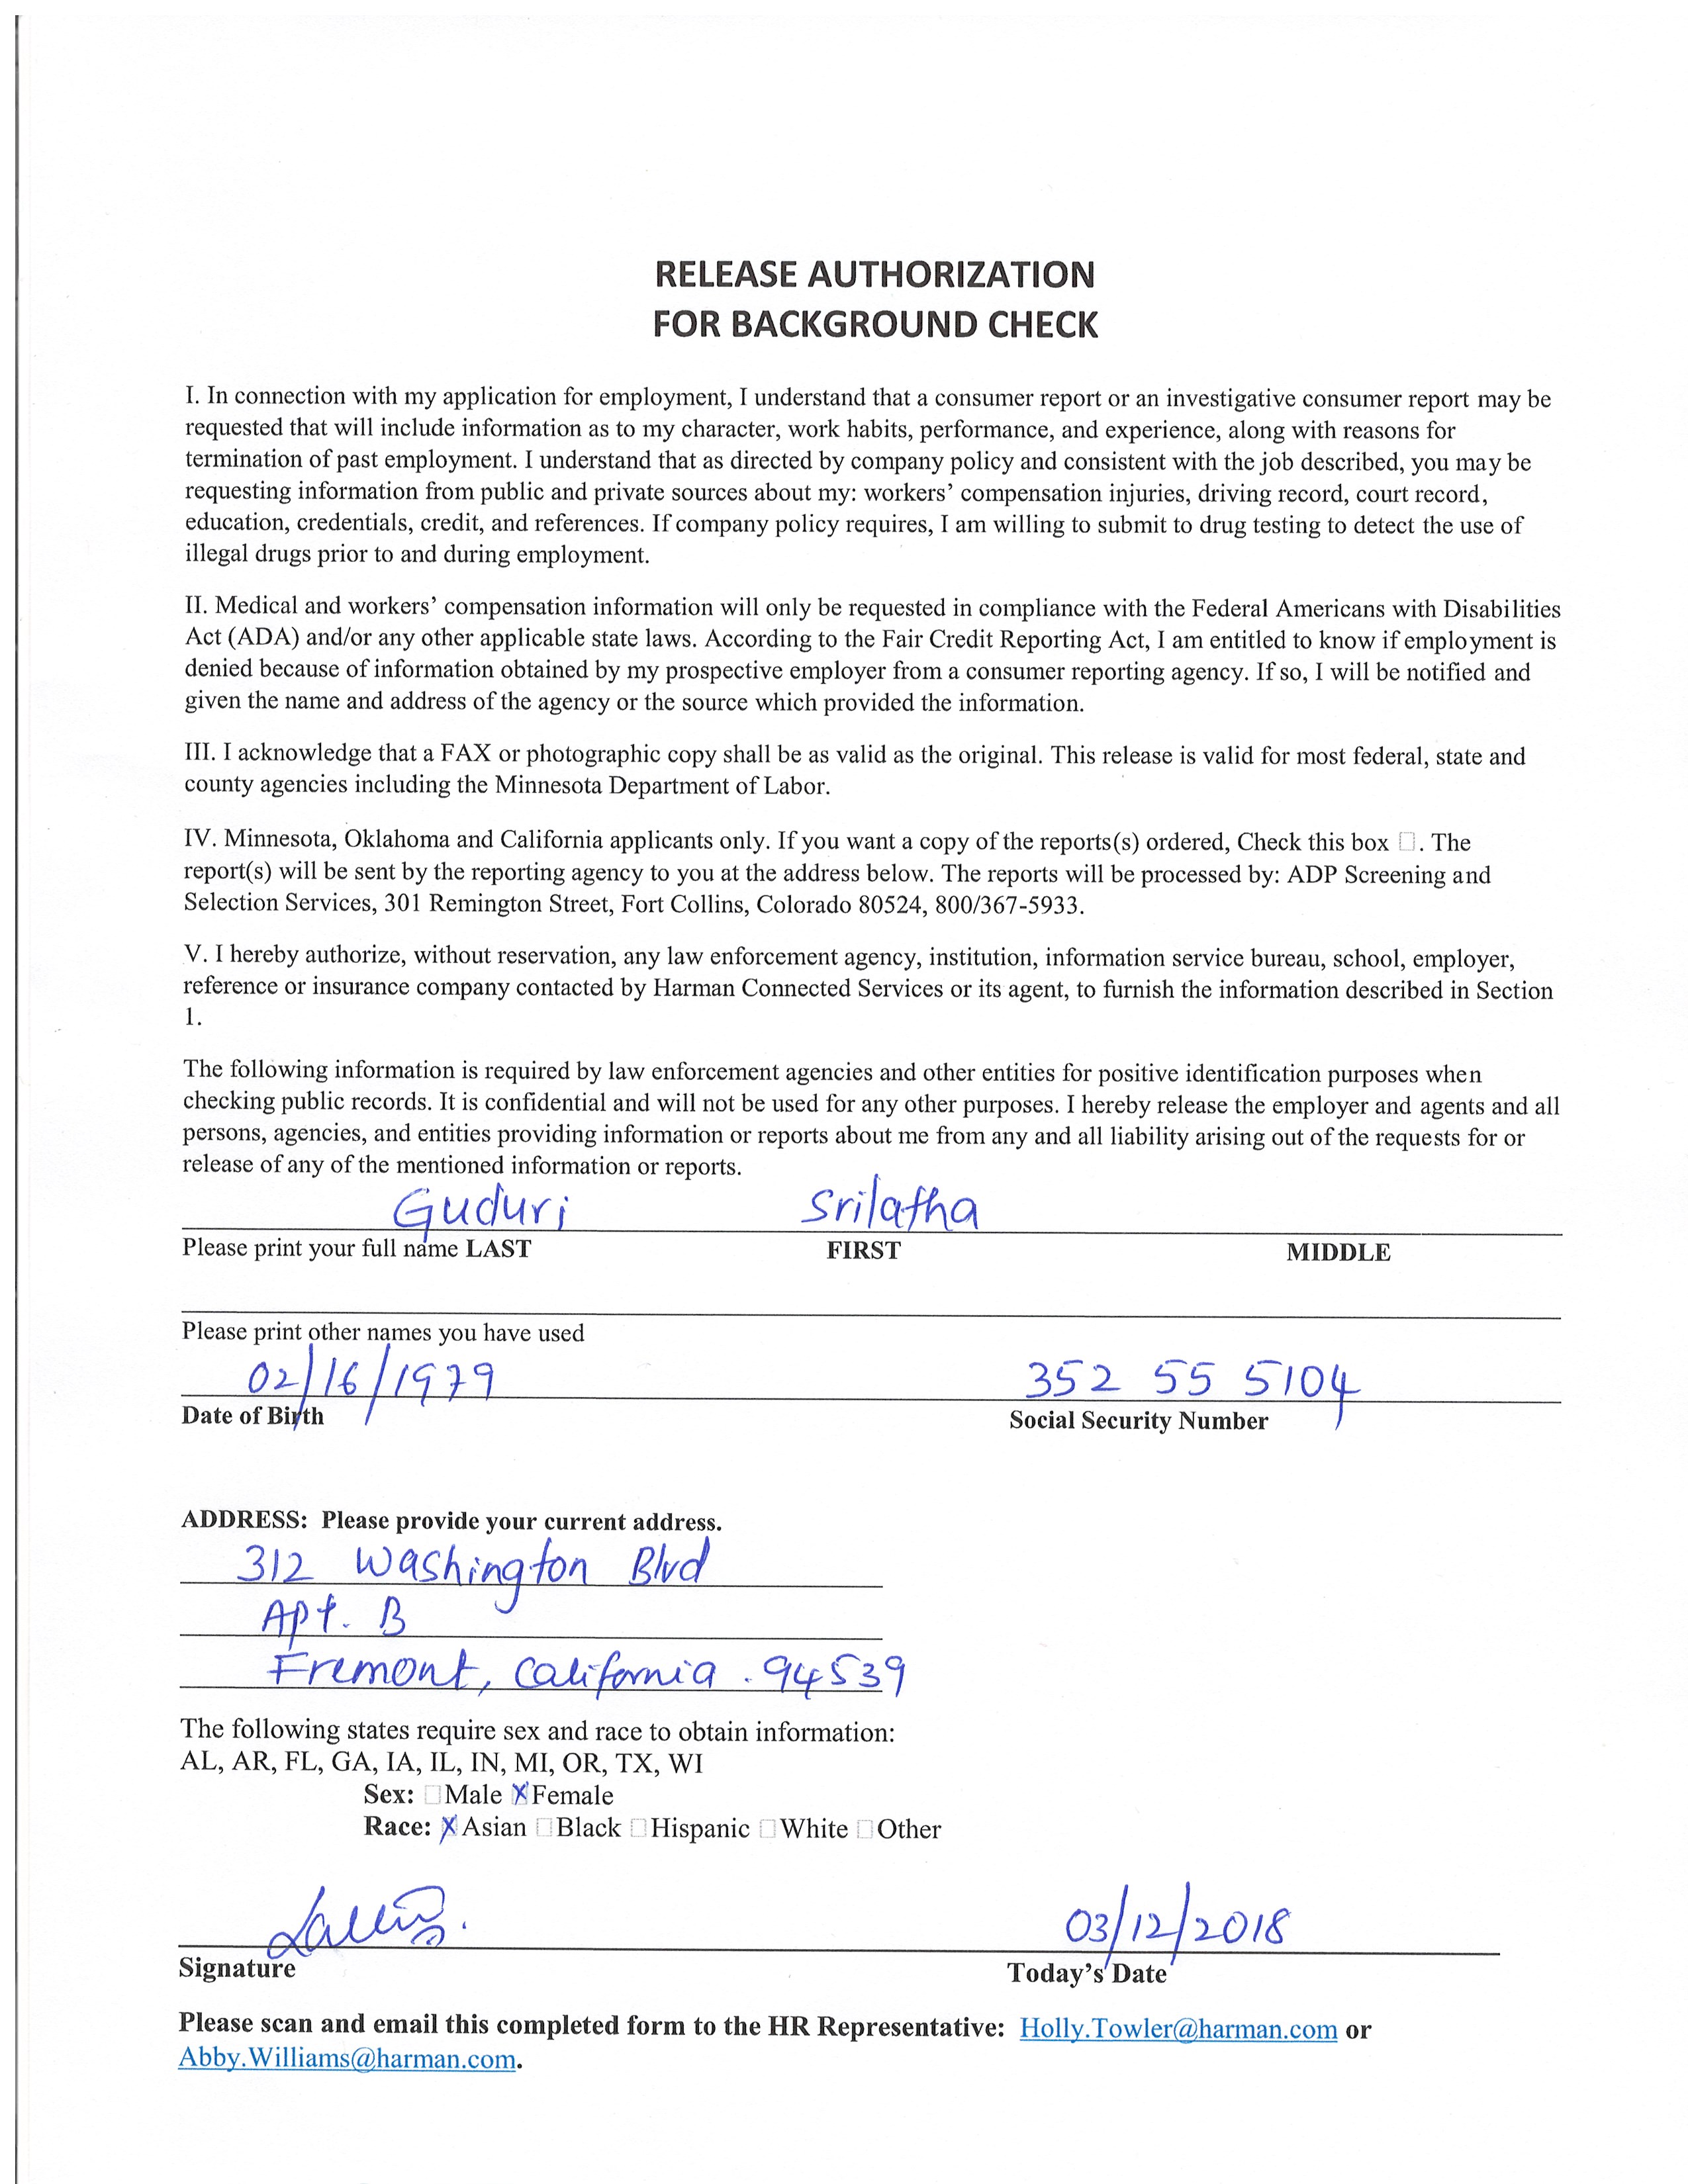 RELEASE AUTHORIZATION
FOR BACKGROUND CHECK
I. In connection with my application for employment, I understand that a consumer report or an investigative consumer report may be
requested that will include information as to my character, work habits, performance, and experience, along with reasons for
termination of past employment. I understand that as directed by company policy and consistent with the job described, you may be
requesting information from public and private sources about my: workers’ compensation injuries, driving record, court record,
education, credentials, credit, and references. If company policy requires, I am willing to submit to drug testing to detect the use of
illegal drugs prior to and during employment.
II. Medical and workers’ compensation information will only be requested in compliance with the Federal Americans with Disabilities
Act (ADA) and/or any other applicable state laws. According to the Fair Credit Reporting Act, I am entitled to know if employment is
denied because of information obtained by my prospective employer from a consumer reporting agency. If so, I will be notified and
given the name and address of the agency or the source which provided the information.
III. I acknowledge that a FAX or photographic copy shall be as valid as the original. This release is valid for most federal, state and
county agencies including the Minnesota Department of Labor.
IV. Minnesota, Oklahoma and California applicants only. If you want a copy of the reports(s) ordered, Check this box ☐. The
report(s) will be sent by the reporting agency to you at the address below. The reports will be processed by: ADP Screening and
Selection Services, 301 Remington Street, Fort Collins, Colorado 80524, 800/367-5933.
V. I hereby authorize, without reservation, any law enforcement agency, institution, information service bureau, school, employer,
reference or insurance company contacted by Harman Connected Services or its agent, to furnish the information described in Section
1.
The following information is required by law enforcement agencies and other entities for positive identification purposes when
checking public records. It is confidential and will not be used for any other purposes. I hereby release the employer and agents and all
persons, agencies, and entities providing information or reports about me from any and all liability arising out of the requests for or
release of any of the mentioned information or reports.
Guduri Srilatha
Please print your full name LAST FIRST MIDDLE
Please print other names you have used
02/16/1979 352 55 5104
Date of Birth Social Security Number
ADDRESS: Please provide your current address.
312 Washington Blvd
Apt. B
Fremont, California . 94539
The following states require sex and race to obtain information:
AL, AR, FL, GA, IA, IL, IN, MI, OR, TX, WI
Sex: ☐Male ☒Female
Race: ☒Asian ☐Black ☐Hispanic ☐White ☐Other
03/12/2018
Signature Today’s Date
Please scan and email this completed form to the HR Representative: Holly.Towler@harman.com or
Abby.Williams@harman.com.